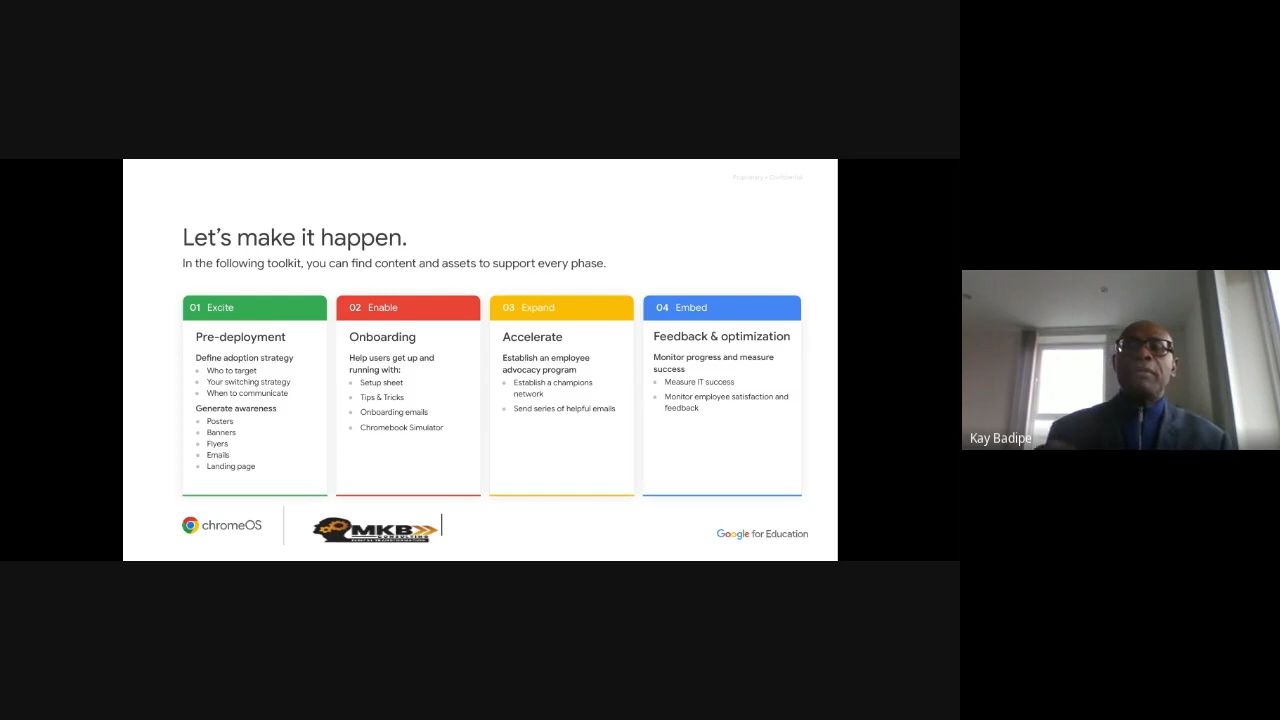 Proprietary + Confidential
Let's make it happen.
In the following toolkit, you can find content and assets to support every phase.
01 Excite
Pre-deployment
Define adoption strategy
Who to target
Your switching strategy
When to communicate
Generate awareness
Posters
Banners
Flyers
Emails
Landing page
02 Enable
Onboarding
Help users get up and
running with:
Setup sheet
Tips & Tricks
Onboarding emails
Chromebook Simulator
03 Expand
Accelerate
Establish an employee
advocacy program
Establish a champions
network
Send series of helpful emails
04 Embed
Feedback & optimization
Monitor progress and measure
success
Measure IT success
Monitor employee satisfaction and
feedback
chromeOS
MKB
CONSULTING
DIGITAL TRANSFORMATION
Google for Education
Kay Badipe